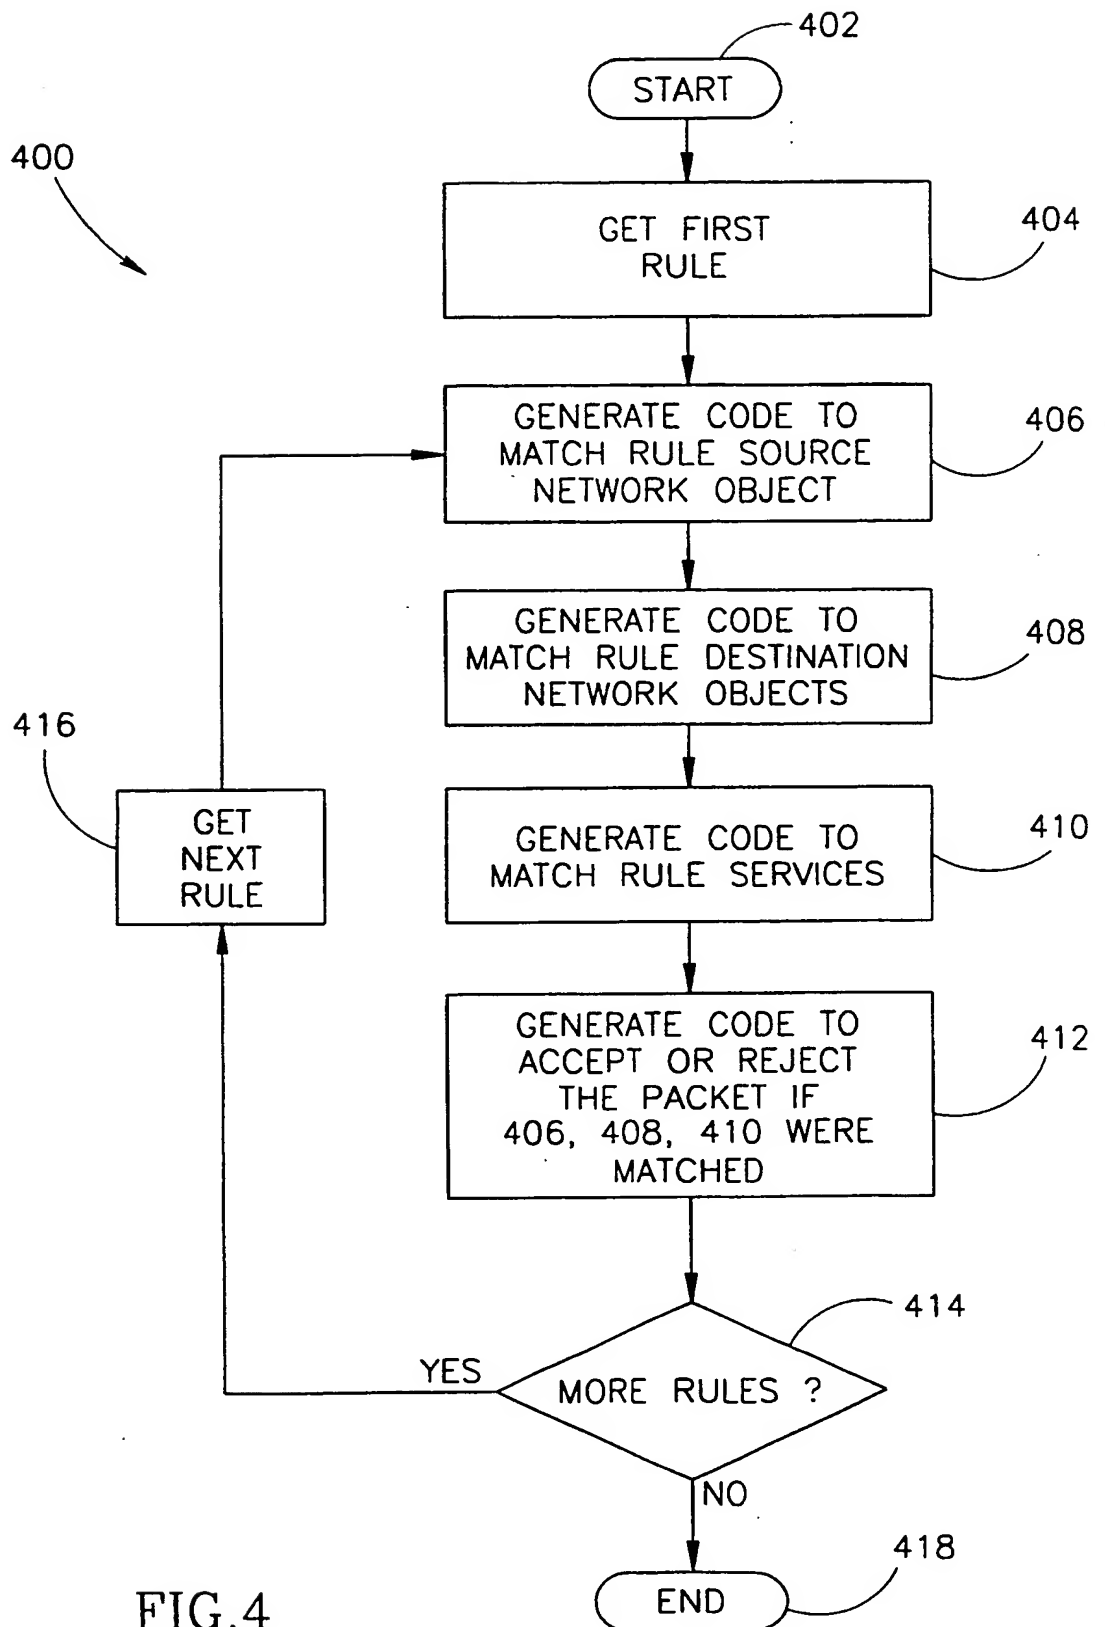 402
START
400
GET FIRST
RULE
404
GENERATE CODE TO
MATCH RULE SOURCE
NETWORK OBJECT
406
GENERATE CODE TO
MATCH RULE DESTINATION
NETWORK OBJECTS
408
416
GET
NEXT
RULE
GENERATE CODE TO
MATCH RULE SERVICES
410
GENERATE CODE TO
ACCEPT OR REJECT
THE PACKET IF
406, 408, 410 WERE
MATCHED
412
414
YES
MORE RULES ?
NO
418
END
FIG.4